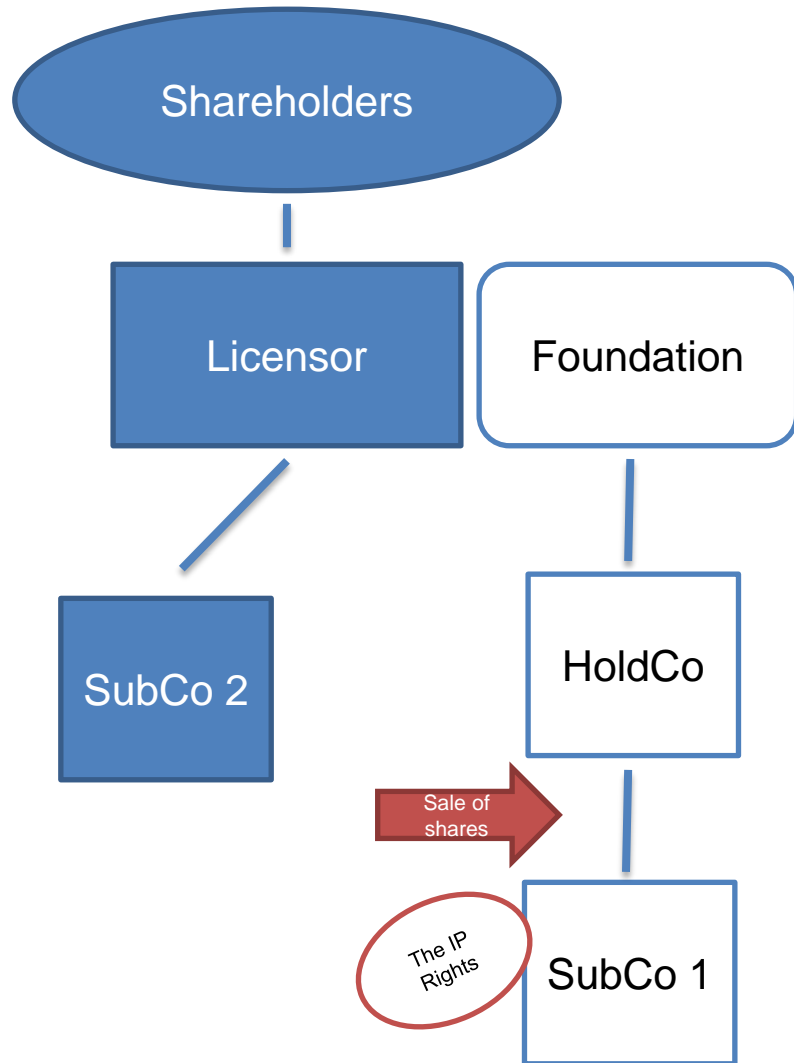 Shareholders
Licensor
Foundation
SubCo 2
HoldCo
Sale of
shares
The IP
Rights
SubCo 1